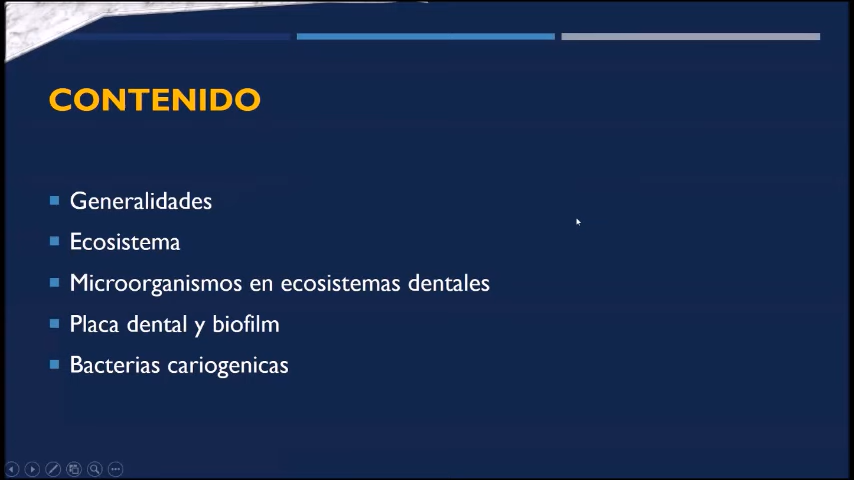 CONTENIDO
Generalidades
Ecosistema
Microorganismos en ecosistemas dentales
Placa dental y biofilm
Bacterias cariogenicas